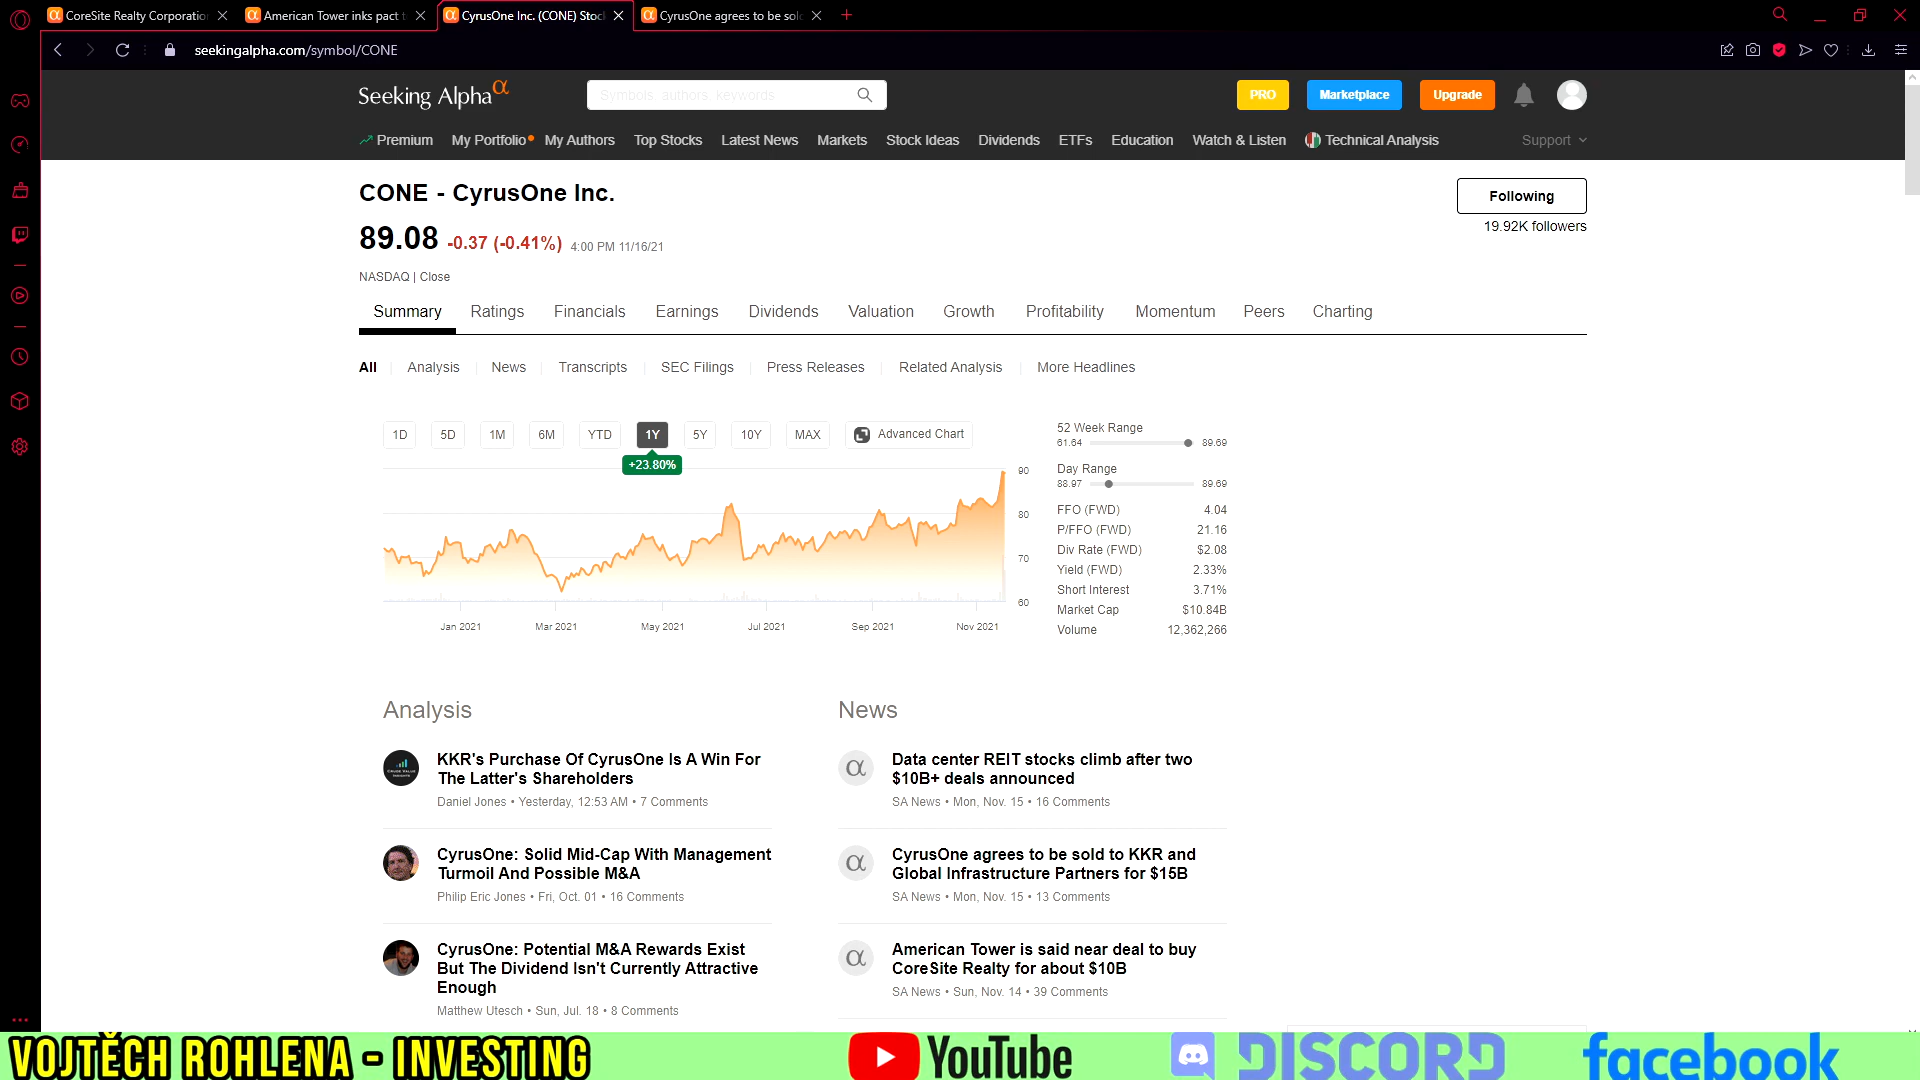 CoreSite Realty Corporation
American Tower inks pact t
CyrusOne Inc. (CONE) Stoc
CyrusOne agrees to be sol
seekingalpha.com/symbol/CONE
Seeking Alpha α
Symbols, authors, keywords
PRO
Marketplace
Upgrade
Premium
My Portfolio
My Authors
Top Stocks
Latest News
Markets
Stock Ideas
Dividends
ETFs
Education
Watch & Listen
Technical Analysis
Support
CONE - CyrusOne Inc.
Following
89.08 -0.37 (-0.41%) 4:00 PM 11/16/21
19.92K followers
NASDAQ | Close
Summary
Ratings
Financials
Earnings
Dividends
Valuation
Growth
Profitability
Momentum
Peers
Charting
All
Analysis
News
Transcripts
SEC Filings
Press Releases
Related Analysis
More Headlines
1D
5D
1M
6M
YTD
1Y
5Y
10Y
MAX
Advanced Chart
+23.80%
90
80
70
60
Jan 2021
Mar 2021
May 2021
Jul 2021
Sep 2021
Nov 2021
52 Week Range
61.64 89.69
Day Range
88.97 89.69
FFO (FWD) 4.04
P/FFO (FWD) 21.16
Div Rate (FWD) $2.08
Yield (FWD) 2.33%
Short Interest 3.71%
Market Cap $10.84B
Volume 12,362,266
Analysis
CRUDE VALUE
INSIGHTS
KKR's Purchase Of CyrusOne Is A Win For
The Latter's Shareholders
Daniel Jones • Yesterday, 12:53 AM • 7 Comments
CyrusOne: Solid Mid-Cap With Management
Turmoil And Possible M&A
Philip Eric Jones • Fri, Oct. 01 • 16 Comments
CyrusOne: Potential M&A Rewards Exist
But The Dividend Isn't Currently Attractive
Enough
Matthew Utesch • Sun, Jul. 18 • 8 Comments
News
α
Data center REIT stocks climb after two
$10B+ deals announced
SA News • Mon, Nov. 15 • 16 Comments
α
CyrusOne agrees to be sold to KKR and
Global Infrastructure Partners for $15B
SA News • Mon, Nov. 15 • 13 Comments
α
American Tower is said near deal to buy
CoreSite Realty for about $10B
SA News • Sun, Nov. 14 • 39 Comments
VOJTĚCH ROHLENA - INVESTING
YouTube
DISCORD
facebook